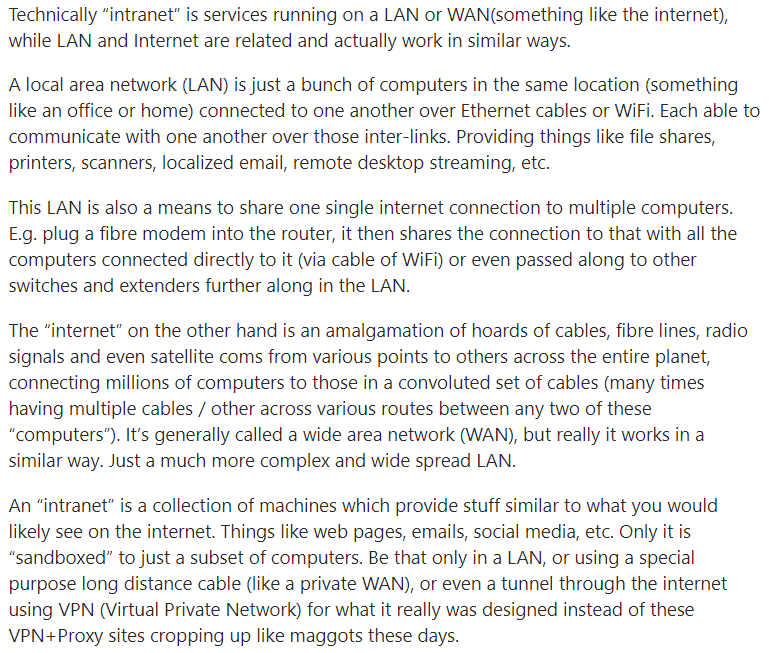 Technically “intranet” is services running on a LAN or WAN(something like the internet),
while LAN and Internet are related and actually work in similar ways.
A local area network (LAN) is just a bunch of computers in the same location (something
like an office or home) connected to one another over Ethernet cables or WiFi. Each able to
communicate with one another over those inter-links. Providing things like file shares,
printers, scanners, localized email, remote desktop streaming, etc.
This LAN is also a means to share one single internet connection to multiple computers.
E.g. plug a fibre modem into the router, it then shares the connection to that with all the
computers connected directly to it (via cable of WiFi) or even passed along to other
switches and extenders further along in the LAN.
The “internet” on the other hand is an amalgamation of hoards of cables, fibre lines, radio
signals and even satellite coms from various points to others across the entire planet,
connecting millions of computers to those in a convoluted set of cables (many times
having multiple cables / other across various routes between any two of these
“computers”). It’s generally called a wide area network (WAN), but really it works in a
similar way. Just a much more complex and wide spread LAN.
An “intranet” is a collection of machines which provide stuff similar to what you would
likely see on the internet. Things like web pages, emails, social media, etc. Only it is
“sandboxed” to just a subset of computers. Be that only in a LAN, or using a special
purpose long distance cable (like a private WAN), or even a tunnel through the internet
using VPN (Virtual Private Network) for what it really was designed instead of these
VPN+Proxy sites cropping up like maggots these days.